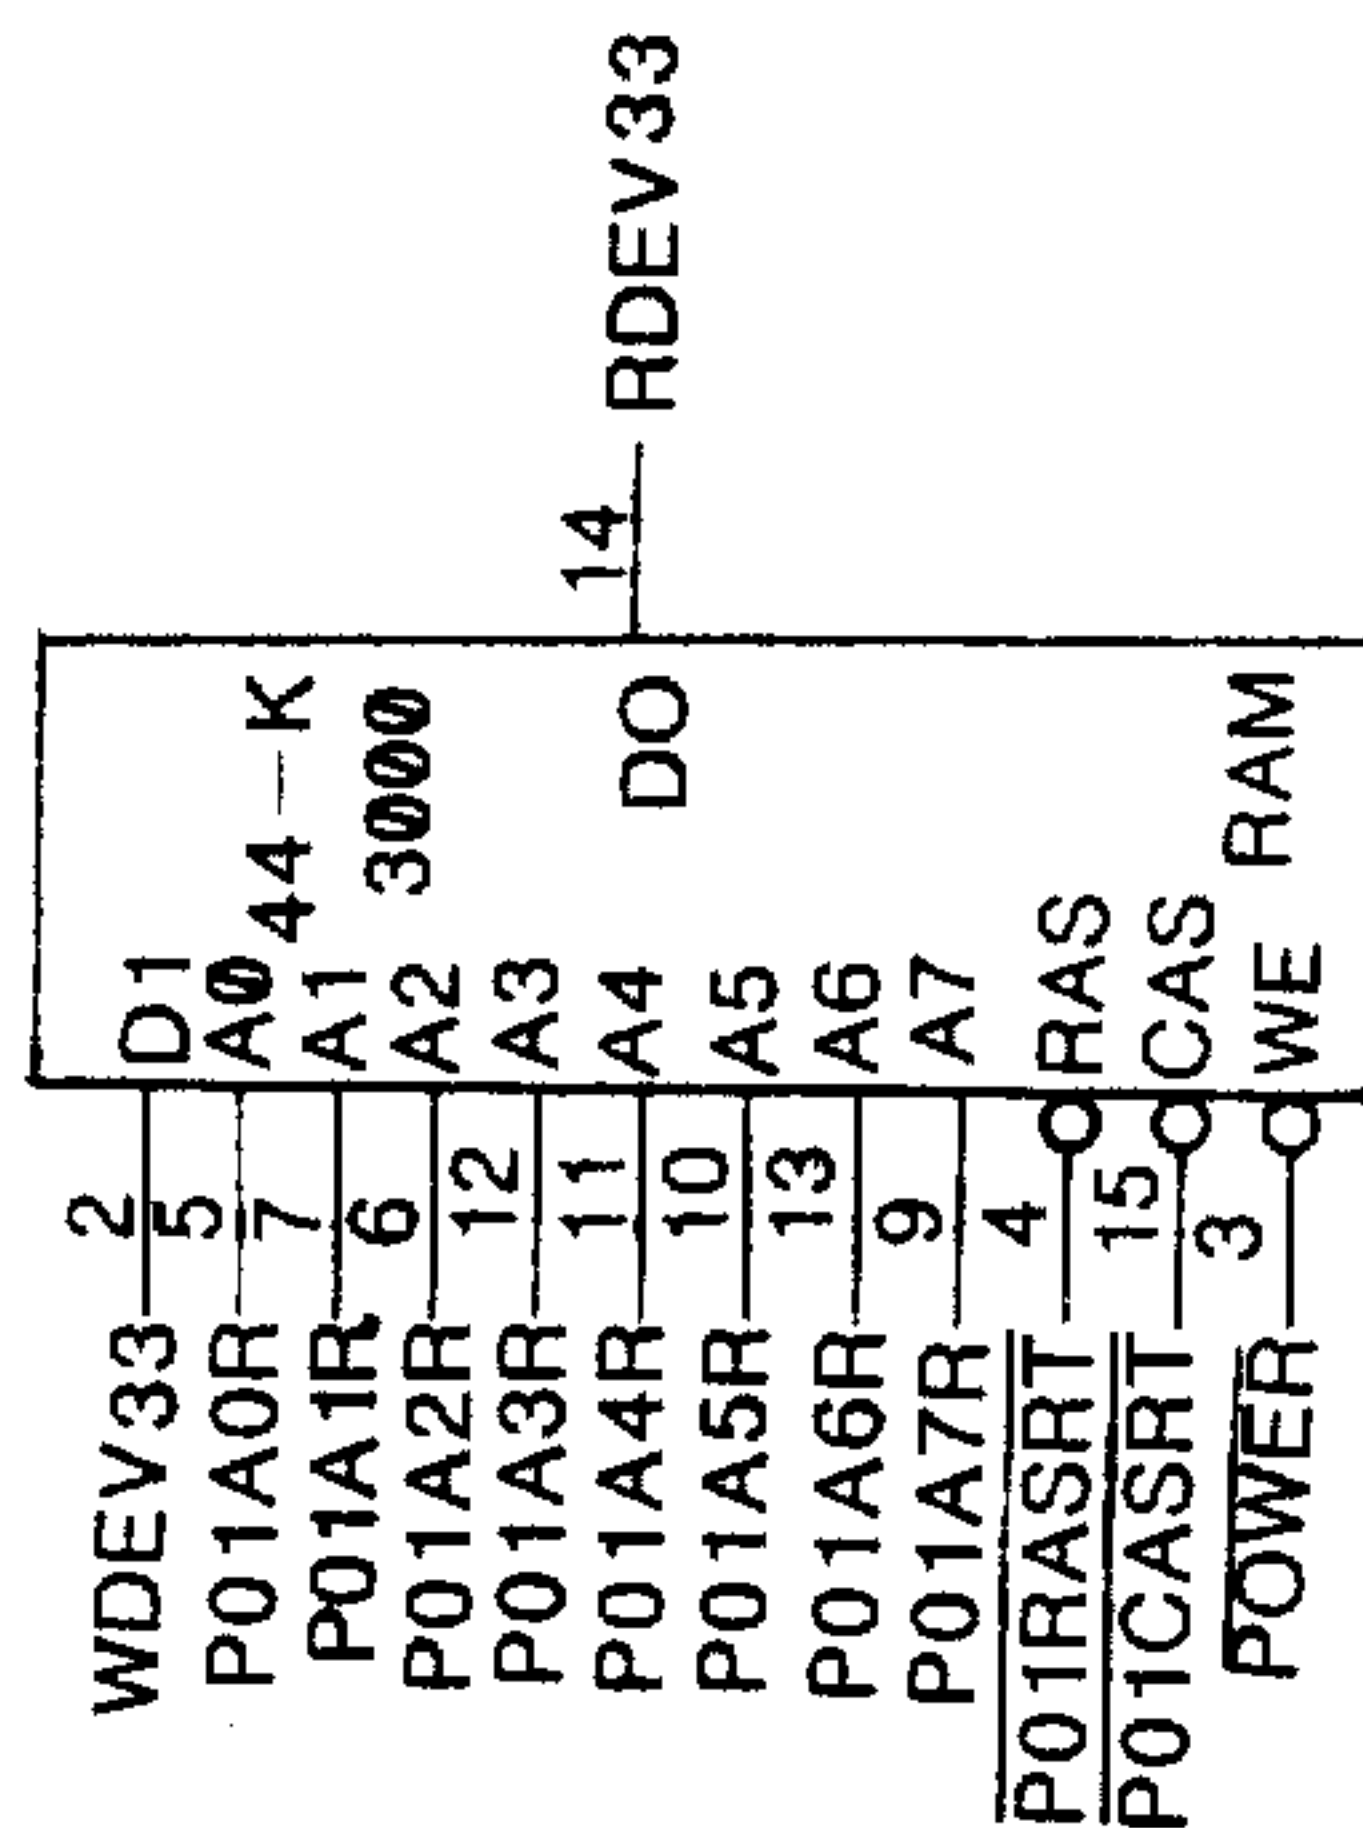 WDEV33 2 D1
P01A0R 5 A0 44-K
P01A1R 7 A1
P01A2R 6 A2 3000
P01A3R 12 A3
P01A4R 11 A4 DO 14 RDEV33
P01A5R 10 A5
P01A6R 13 A6
P01A7R 9 A7
P01RASRT 4 RAS
P01CASRT 15 CAS
POWER 3 WE RAM